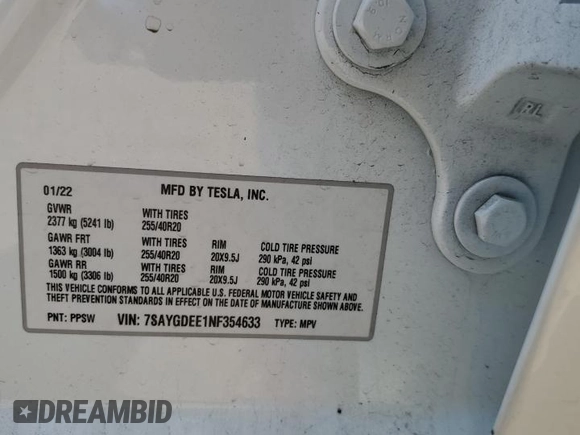 RL
01/22 MFD BY TESLA, INC.
GVWR WITH TIRES
2377 kg (5241 lb) 255/40R20
GAWR FRT WITH TIRES RIM COLD TIRE PRESSURE
1363 kg (3004 lb) 255/40R20 20X9.5J 290 kPa, 42 psi
GAWR RR WITH TIRES RIM COLD TIRE PRESSURE
1500 kg (3306 lb) 255/40R20 20X9.5J 290 kPa, 42 psi
THIS VEHICLE CONFORMS TO ALL APPLICABLE U.S. FEDERAL MOTOR VEHICLE SAFETY AND
THEFT PREVENTION STANDARDS IN EFFECT ON THE DATE OF MANUFACTURE SHOWN ABOVE.
PNT: PPSW VIN: 7SAYGDEE1NF354633 TYPE: MPV
DREAMBID